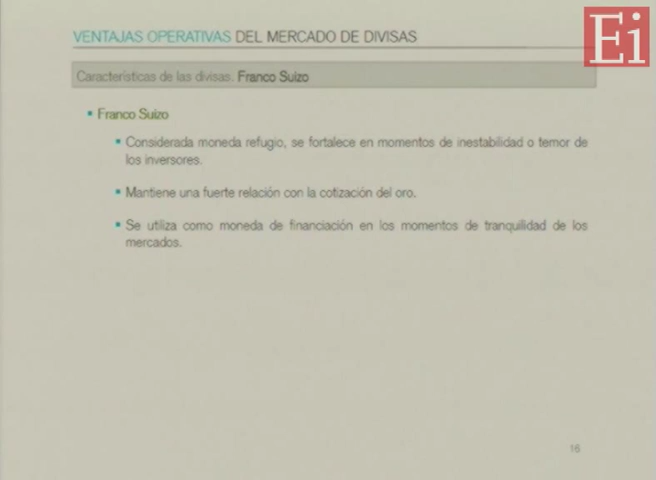 VENTAJAS OPERATIVAS DEL MERCADO DE DIVISAS
Ei
Características de las divisas. Franco Suizo
Franco Suizo
Considerada moneda refugio, se fortalece en momentos de inestabilidad o temor de
los inversores.
Mantiene una fuerte relación con la cotización del oro.
Se utiliza como moneda de financiación en los momentos de tranquilidad de los
mercados.
16